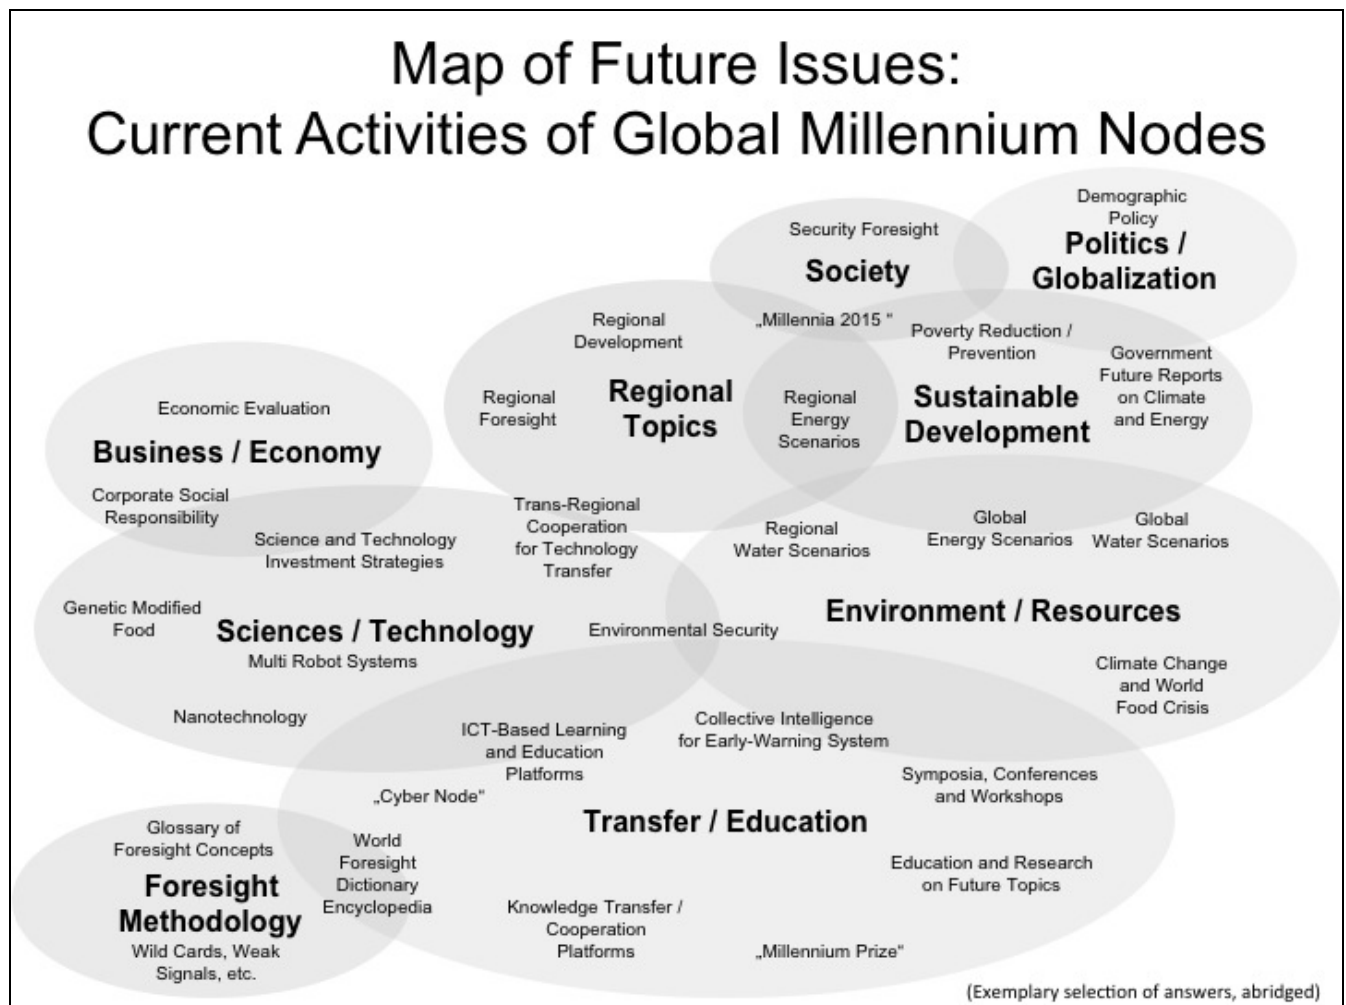 Map of Future Issues:
Current Activities of Global Millennium Nodes
Demographic
Policy
Politics /
Globalization
Security Foresight
Society
„Millennia 2015 “
Regional
Development
Regional
Foresight
Regional
Topics
Regional
Energy
Scenarios
Poverty Reduction /
Prevention
Government
Future Reports
on Climate
and Energy
Sustainable
Development
Economic Evaluation
Business / Economy
Corporate Social
Responsibility
Science and Technology
Investment Strategies
Trans-Regional
Cooperation
for Technology
Transfer
Regional
Water Scenarios
Global
Energy Scenarios
Global
Water Scenarios
Genetic Modified
Food
Sciences / Technology
Multi Robot Systems
Environmental Security
Environment / Resources
Climate Change
and World
Food Crisis
Nanotechnology
ICT-Based Learning
and Education
Platforms
Collective Intelligence
for Early-Warning System
„Cyber Node“
Symposia, Conferences
and Workshops
Transfer / Education
Glossary of
Foresight Concepts
World
Foresight
Dictionary
Encyclopedia
Foresight
Methodology
Wild Cards, Weak
Signals, etc.
Education and Research
on Future Topics
Knowledge Transfer /
Cooperation
Platforms
„Millennium Prize“
(Exemplary selection of answers, abridged)